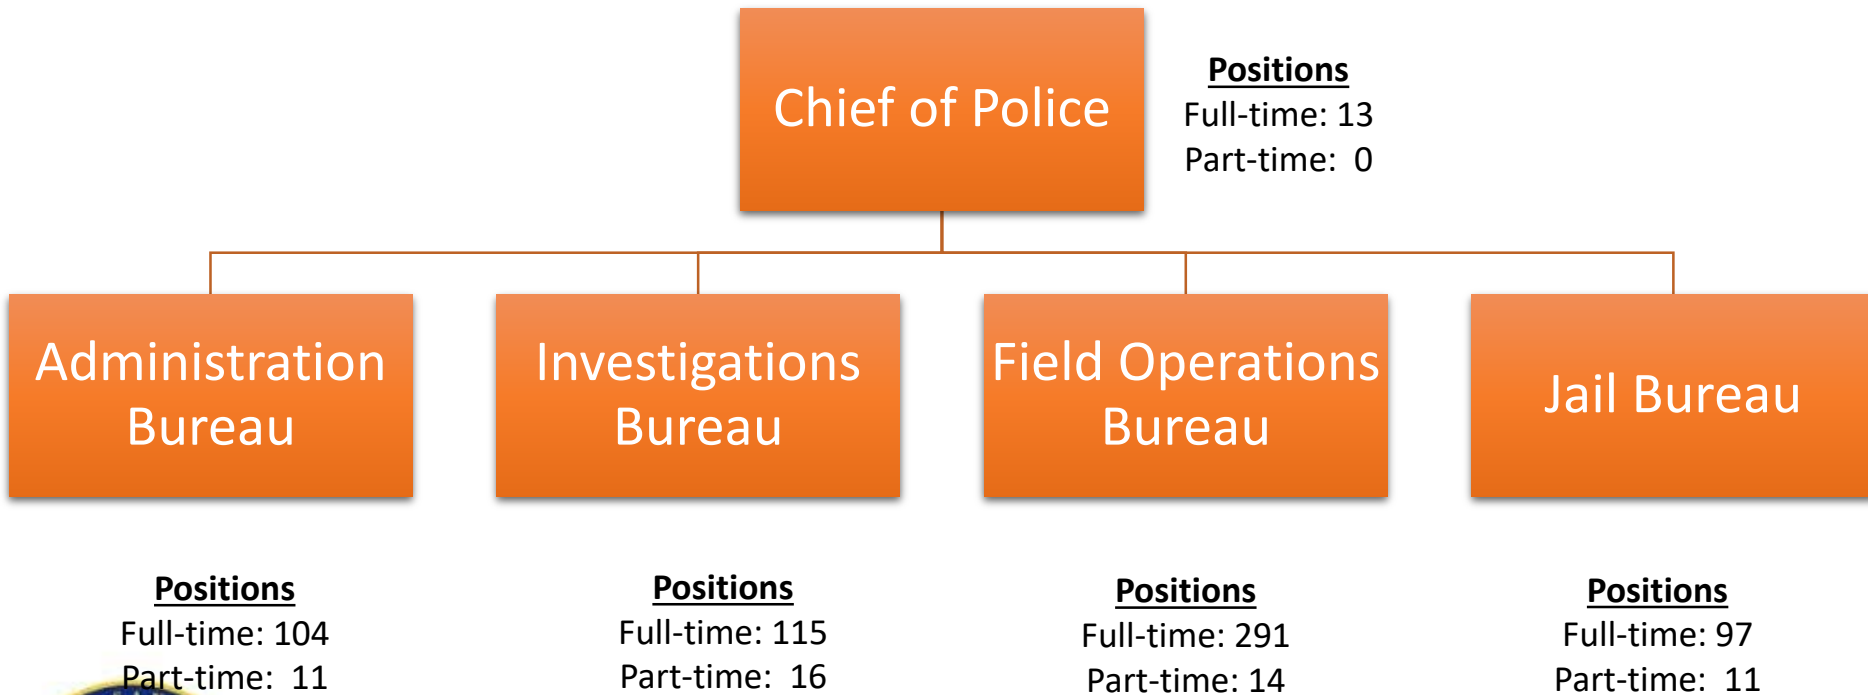 Chief of Police
Positions
Full-time: 13
Part-time:  0
Administration
Bureau
Investigations
Bureau
Field Operations
Bureau
Jail Bureau
Positions
Full-time: 104
Part-time:  11
Positions
Full-time: 115
Part-time:  16
Positions
Full-time: 291
Part-time: 14
Positions
Full-time: 97
Part-time:  11